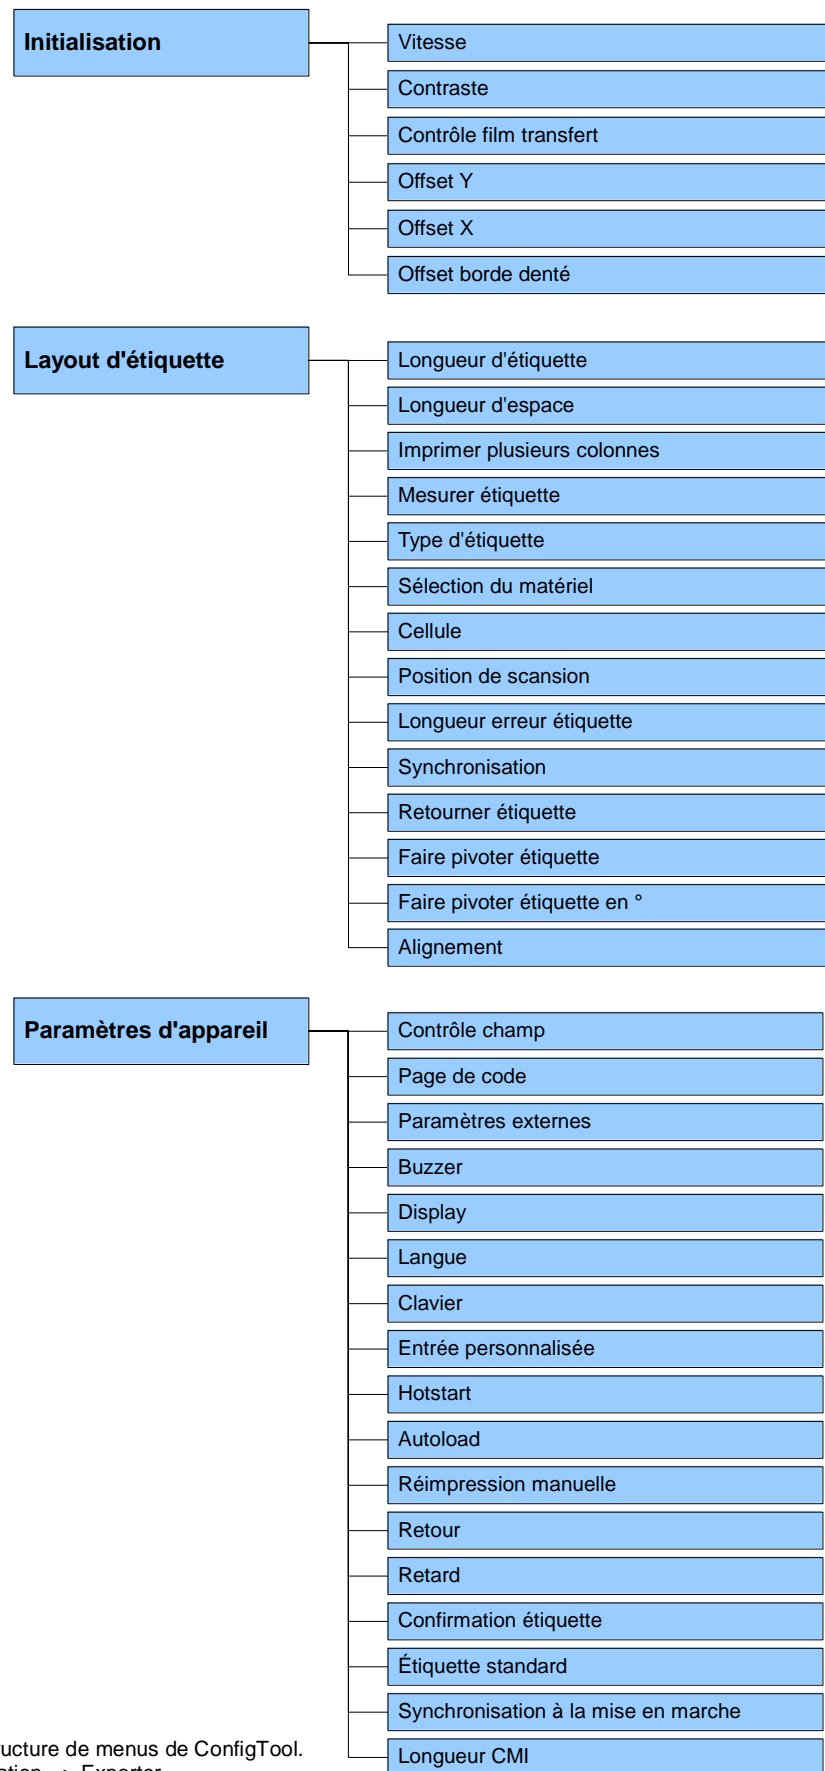 Initialisation
Vitesse
Contraste
Contrôle film transfert
Offset Y
Offset X
Offset borde denté
Layout d'étiquette
Longueur d'étiquette
Longueur d'espace
Imprimer plusieurs colonnes
Mesurer étiquette
Type d'étiquette
Sélection du matériel
Cellule
Position de scansion
Longueur erreur étiquette
Synchronisation
Retourner étiquette
Faire pivoter étiquette
Faire pivoter étiquette en °
Alignement
Paramètres d'appareil
Contrôle champ
Page de code
Paramètres externes
Buzzer
Display
Langue
Clavier
Entrée personnalisée
Hotstart
Autoload
Réimpression manuelle
Retour
Retard
Confirmation étiquette
Étiquette standard
Synchronisation à la mise en marche
Longueur CMI
ucture de menus de ConfigTool.